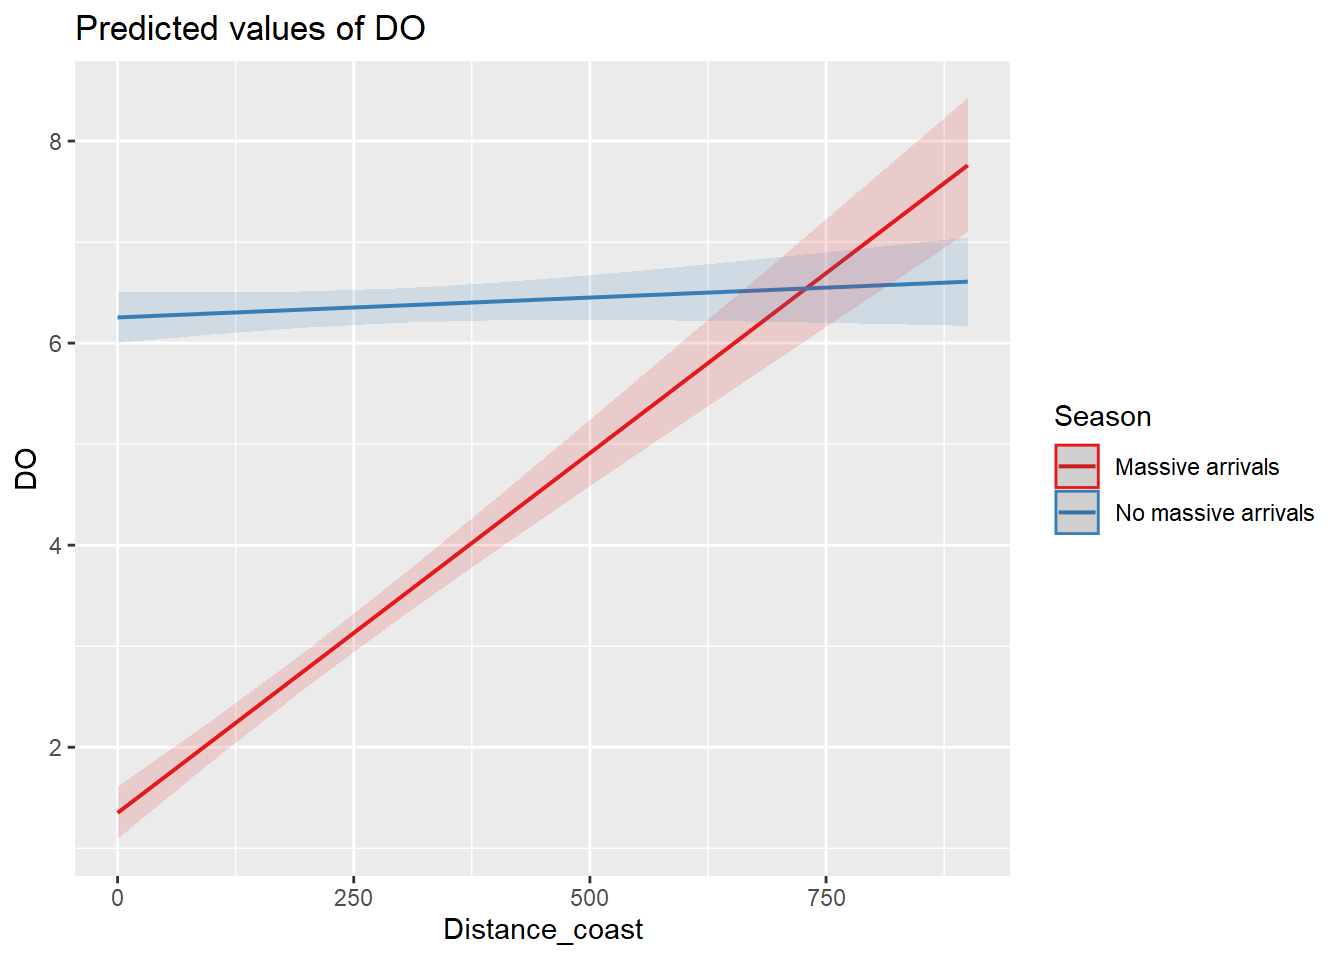 Predicted values of DO
8
6
4
2
DO
0 250 500 750
Distance_coast
Season
Massive arrivals
No massive arrivals